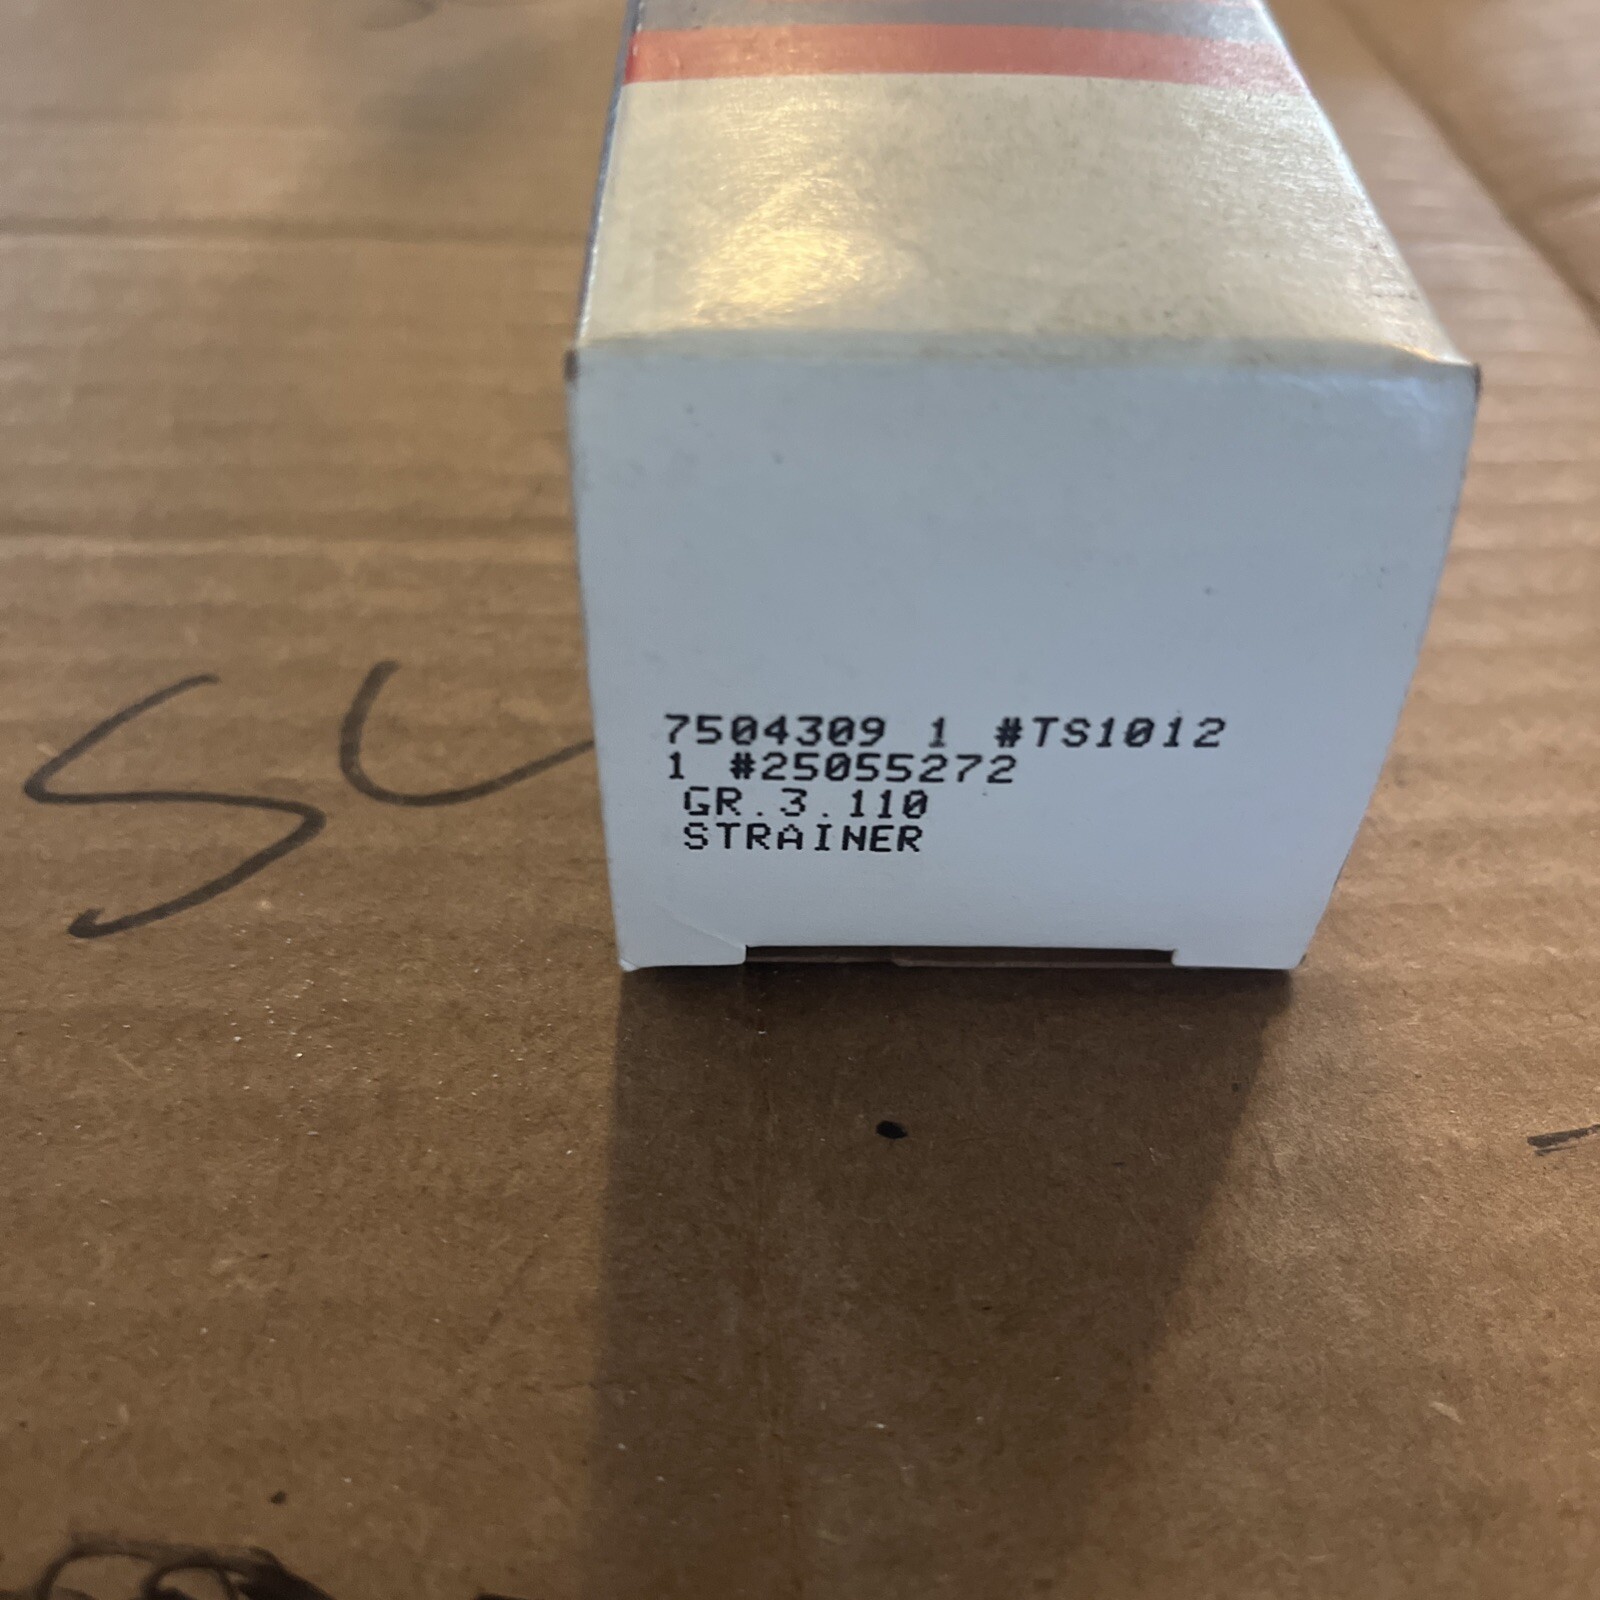 7504309 1 #TS1012
1 #25055272
GR.3.110
STRAINER